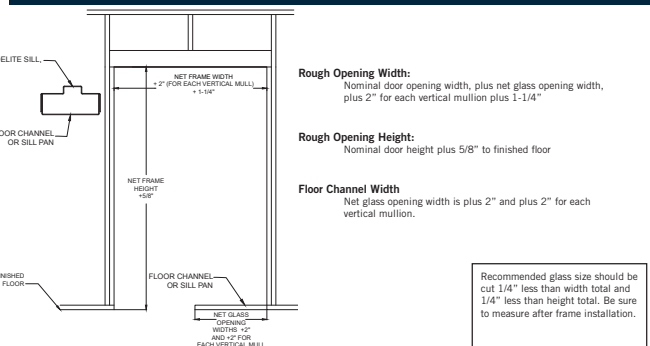 SILL,
NET FRAME WIDTH
+ 2" (FOR EACH VERTICAL MULL)
+ 1-1/4"
CHANNEL
OR SILL PAN
NET FRAME
HEIGHT
+5/8"
FLOOR
FLOOR CHANNEL
OR SILL PAN
NET GLASS
OPENING
WIDTHS +2"
AND +2" FOR
EACH VERTICAL MULL
Rough Opening Width:
Nominal door opening width, plus net glass opening width,
plus 2” for each vertical mullion plus 1-1/4”
Rough Opening Height:
Nominal door height plus 5/8” to finished floor
Floor Channel Width
Net glass opening width is plus 2” and plus 2” for each
vertical mullion.
Recommended glass size should be
cut 1/4” less than width total and
1/4” less than height total. Be sure
to measure after frame installation.